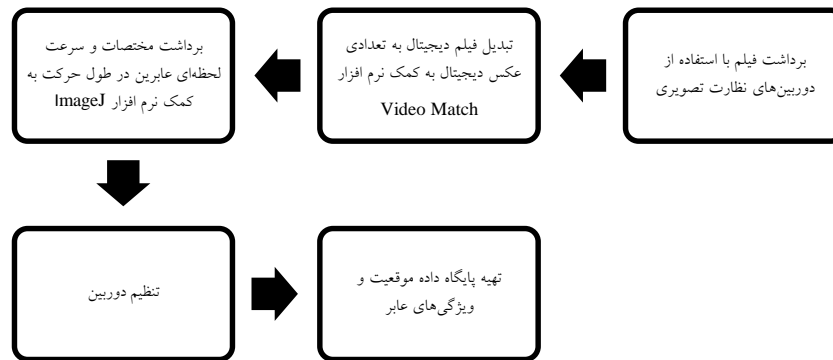 برداشت فیلم با استفاده از
دوربین‌های نظارت تصویری
تبدیل فیلم دیجیتال به تعدادی
عکس دیجیتال به کمک نرم افزار
Video Match
برداشت مختصات و سرعت
لحظه‌ای عابرین در طول حرکت به
کمک نرم افزار ImageJ
تنظیم دوربین
تهیه پایگاه داده موقعیت و
ویژگی‌های عابر